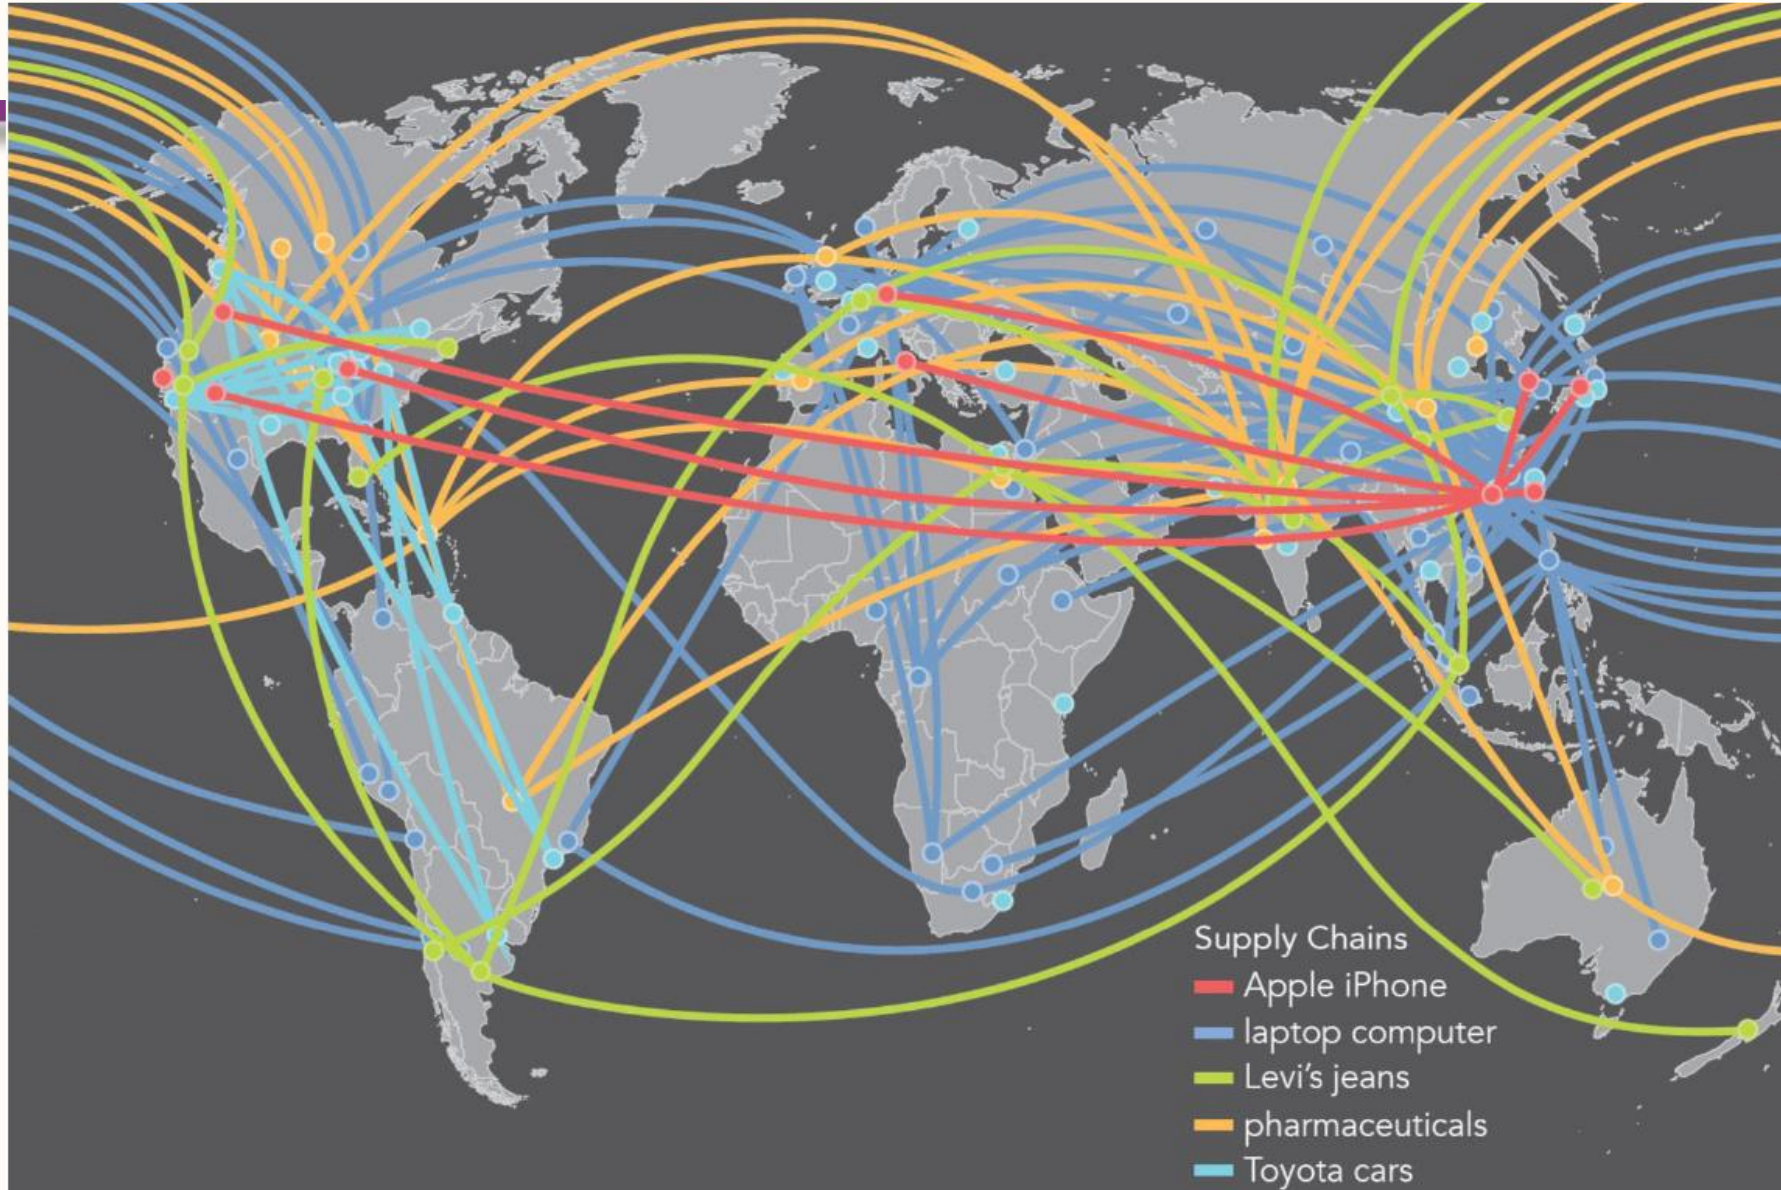 Supply Chains
Apple iPhone
laptop computer
Levi’s jeans
pharmaceuticals
Toyota cars